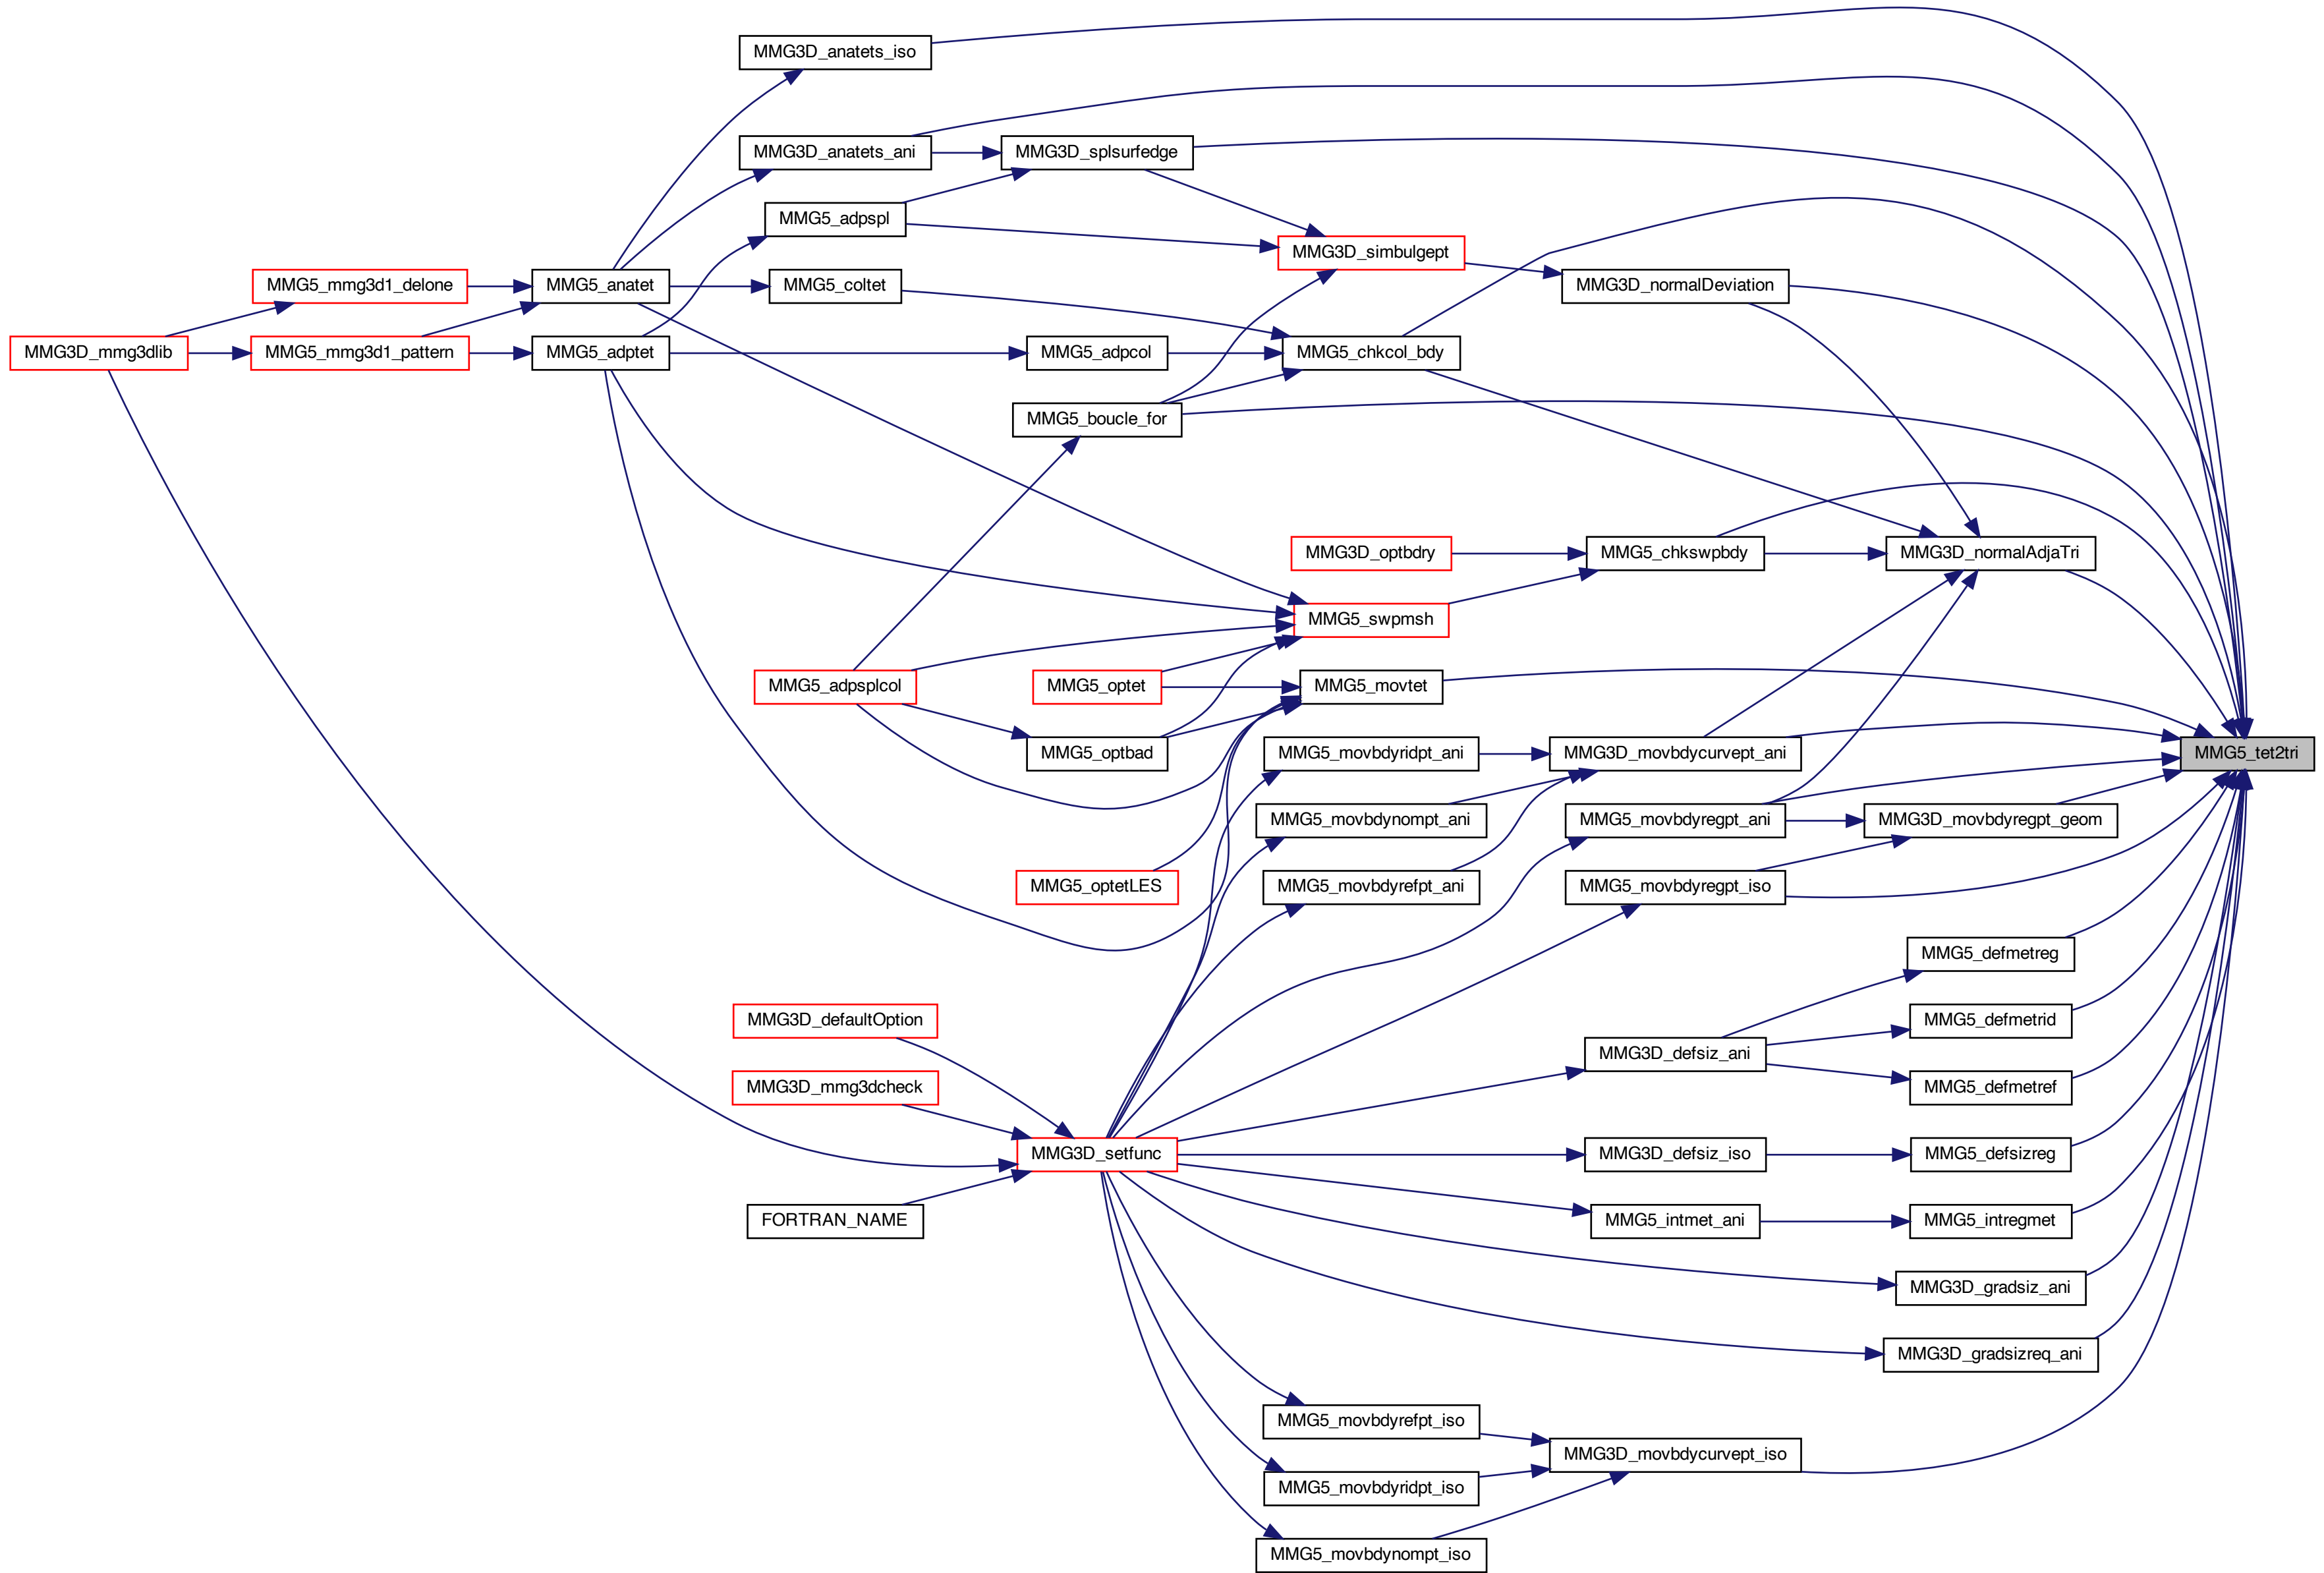 MMG3D_anatets_iso
MMG3D_anatets_ani
MMG3D_splsurfedge
MMG5_adpspl
MMG3D_simbulgept
MMG5_mmg3d1_delone
MMG5_anatet
MMG5_coltet
MMG3D_normalDeviation
MMG3D_mmg3dlib
MMG5_mmg3d1_pattern
MMG5_adptet
MMG5_adpcol
MMG5_chkcol_bdy
MMG5_boucle_for
MMG3D_optbdry
MMG5_chkswpbdy
MMG3D_normalAdjaTri
MMG5_swpmsh
MMG5_adpsplcol
MMG5_optet
MMG5_movtet
MMG5_optbad
MMG5_movbdyridpt_ani
MMG3D_movbdycurvept_ani
MMG5_tet2tri
MMG5_movbdynompt_ani
MMG5_movbdyregpt_ani
MMG3D_movbdyregpt_geom
MMG5_optetLES
MMG5_movbdyrefpt_ani
MMG5_movbdyregpt_iso
MMG5_defmetreg
MMG3D_defaultOption
MMG5_defmetrid
MMG3D_defsiz_ani
MMG3D_mmg3dcheck
MMG5_defmetref
MMG3D_setfunc
MMG3D_defsiz_iso
MMG5_defsizreg
FORTRAN_NAME
MMG5_intmet_ani
MMG5_intregmet
MMG3D_gradsiz_ani
MMG3D_gradsizreq_ani
MMG5_movbdyrefpt_iso
MMG3D_movbdycurvept_iso
MMG5_movbdyridpt_iso
MMG5_movbdynompt_iso